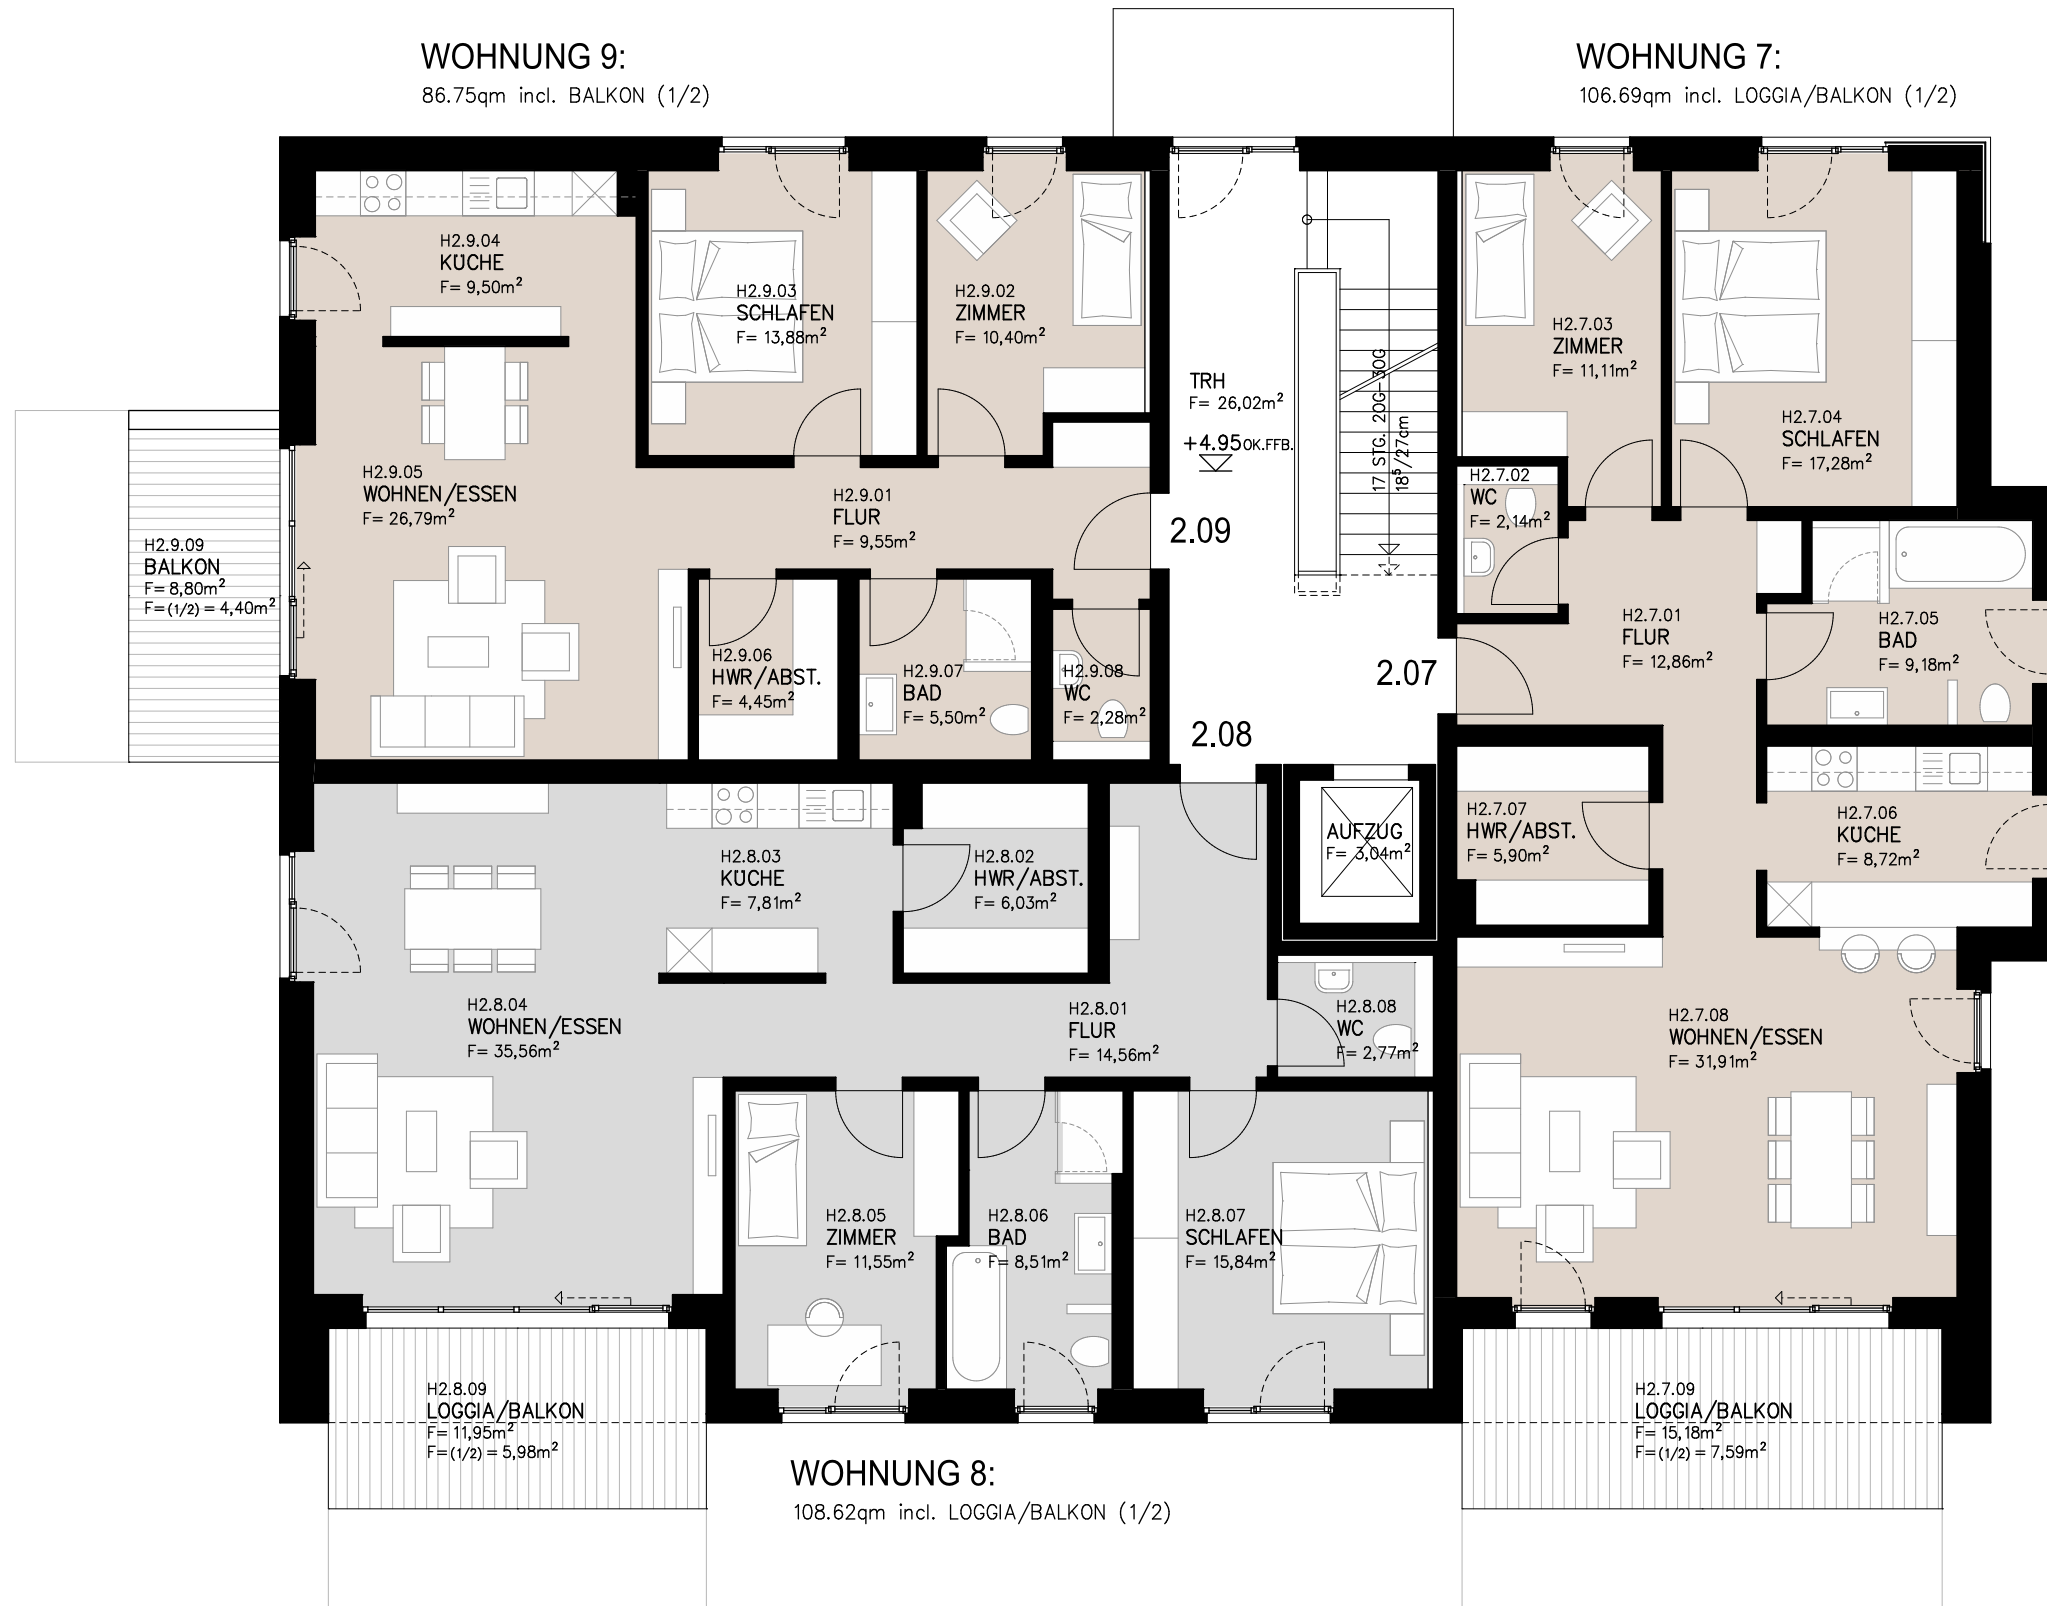 WOHNUNG 9:
86.75qm incl. BALKON (1/2)
WOHNUNG 7:
106.69qm incl. LOGGIA/BALKON (1/2)
H2.9.04
KÜCHE
F= 9,50m²
H2.9.03
SCHLAFEN
F= 13,88m²
H2.9.02
ZIMMER
F= 10,40m²
TRH
F= 26,02m²
+4.95OK.FFB.
17 STG. 2OG-3OG
18⁵/27cm
H2.7.03
ZIMMER
F= 11,11m²
H2.7.04
SCHLAFEN
F= 17,28m²
H2.9.05
WOHNEN/ESSEN
F= 26,79m²
H2.9.01
FLUR
F= 9,55m²
2.09
H2.7.02
WC
F= 2,14m²
H2.9.09
BALKON
F= 8,80m²
F=(1/2) = 4,40m²
H2.9.06
HWR/ABST.
F= 4,45m²
H2.9.07
BAD
F= 5,50m²
H2.9.08
WC
F= 2,28m²
2.07
2.08
H2.7.01
FLUR
F= 12,86m²
H2.7.05
BAD
F= 9,18m²
H2.8.03
KÜCHE
F= 7,81m²
H2.8.02
HWR/ABST.
F= 6,03m²
AUFZUG
F= 3,04m²
H2.7.07
HWR/ABST.
F= 5,90m²
H2.7.06
KÜCHE
F= 8,72m²
H2.8.04
WOHNEN/ESSEN
F= 35,56m²
H2.8.01
FLUR
F= 14,56m²
H2.8.08
WC
F= 2,77m²
H2.7.08
WOHNEN/ESSEN
F= 31,91m²
H2.8.05
ZIMMER
F= 11,55m²
H2.8.06
BAD
F= 8,51m²
H2.8.07
SCHLAFEN
F= 15,84m²
H2.8.09
LOGGIA/BALKON
F= 11,95m²
F=(1/2) = 5,98m²
H2.7.09
LOGGIA/BALKON
F= 15,18m²
F=(1/2) = 7,59m²
WOHNUNG 8:
108.62qm incl. LOGGIA/BALKON (1/2)